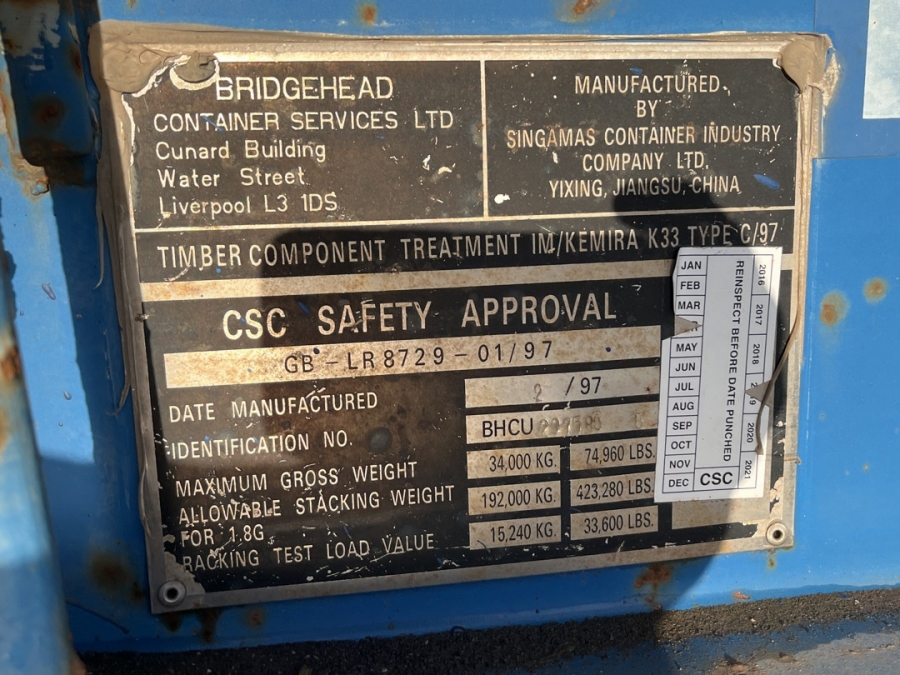 BRIDGEHEAD
CONTAINER SERVICES LTD
Cunard Building
Water Street
Liverpool L3 1DS
MANUFACTURED
BY
SINGAMAS CONTAINER INDUSTRY
COMPANY LTD.
YIXING, JIANGSU, CHINA
TIMBER COMPONENT TREATMENT IM/KEMIRA K33 TYPE C/97
CSC SAFETY APPROVAL
GB-LR8729-01/97
DATE MANUFACTURED
2/97
IDENTIFICATION NO.
BHCU
MAXIMUM GROSS WEIGHT
34,000 KG.
74,960 LBS.
ALLOWABLE STACKING WEIGHT
FOR 1.8G
192,000 KG.
423,280 LBS.
RACKING TEST LOAD VALUE
15,240 KG.
33,600 LBS.
JAN
FEB
MAR
MAY
JUN
JUL
AUG
SEP
OCT
NOV
DEC
REINSPECT BEFORE DATE PUNCHED
CSC
2016
2017
2018
2020
2021